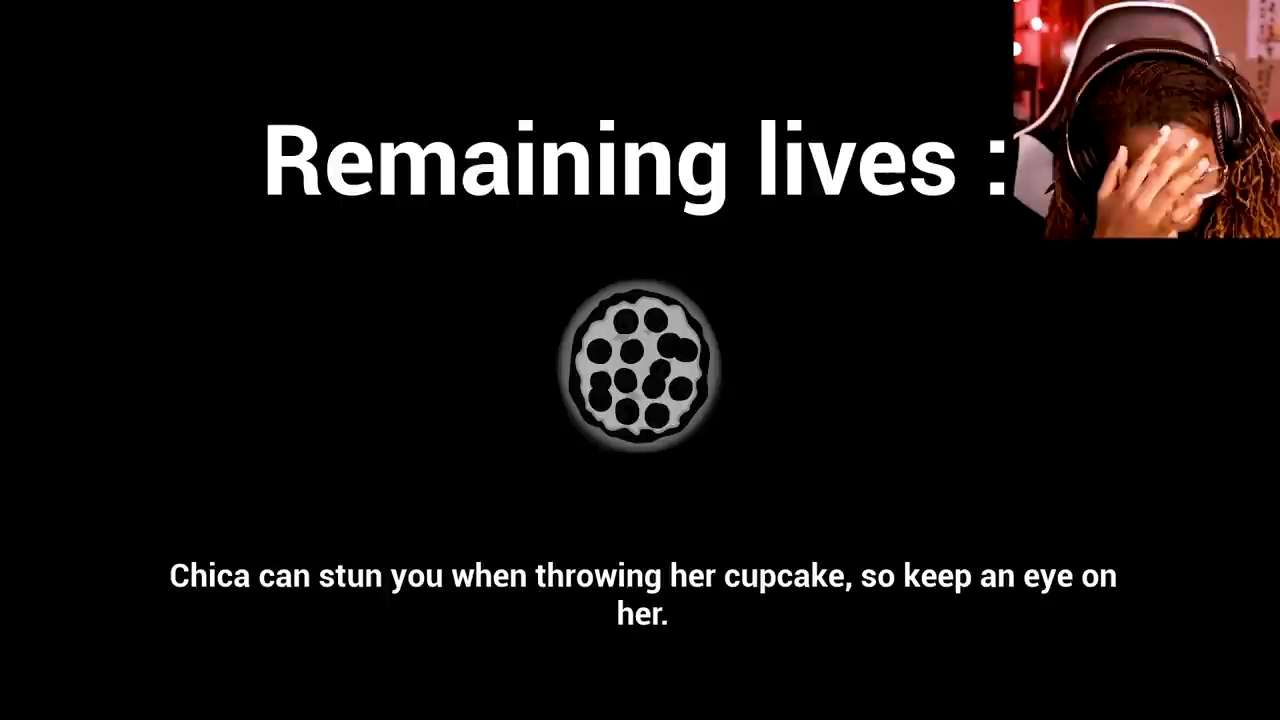 Remaining lives :
Chica can stun you when throwing her cupcake, so keep an eye on
her.